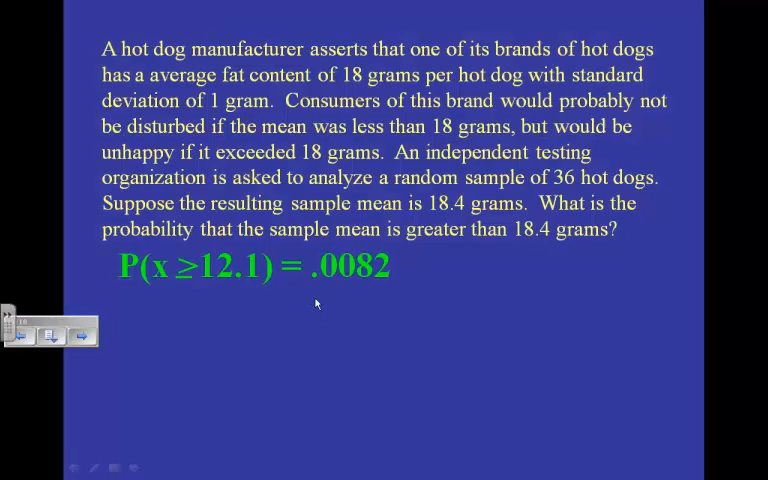 A hot dog manufacturer asserts that one of its brands of hot dogs
has a average fat content of 18 grams per hot dog with standard
deviation of 1 gram.  Consumers of this brand would probably not
be disturbed if the mean was less than 18 grams, but would be
unhappy if it exceeded 18 grams.  An independent testing
organization is asked to analyze a random sample of 36 hot dogs.
Suppose the resulting sample mean is 18.4 grams.  What is the
probability that the sample mean is greater than 18.4 grams?
P(x ≥12.1) = .0082